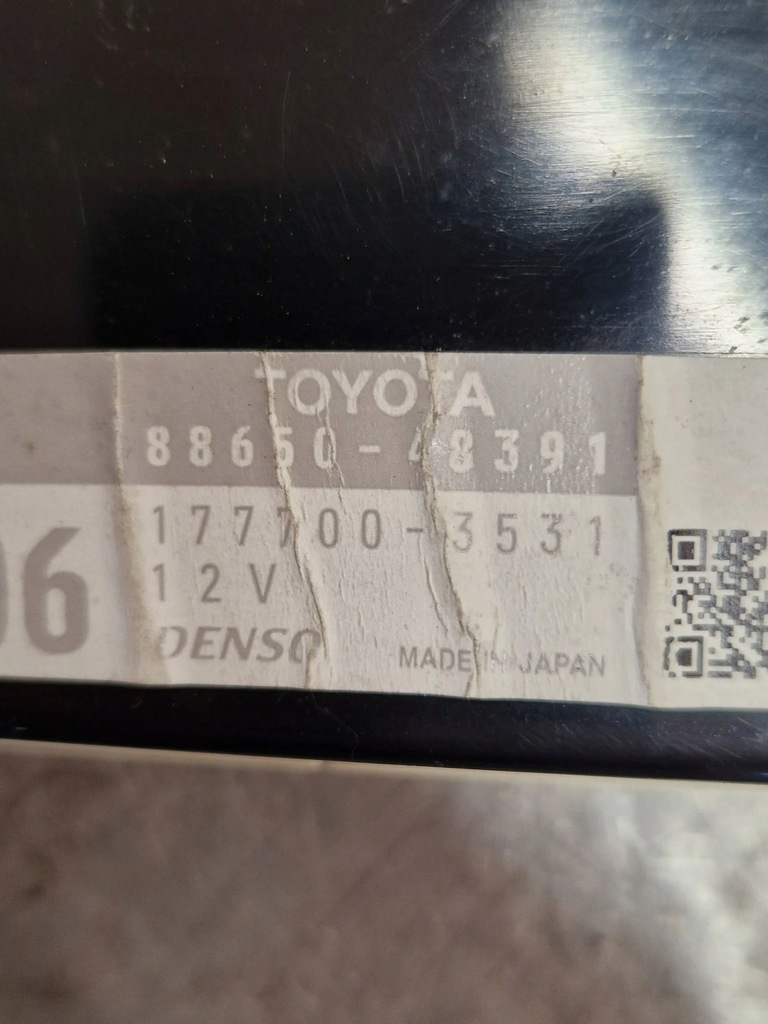 TOYOTA
88650-48391
177700-3531
12V
06
DENSO MADE IN JAPAN